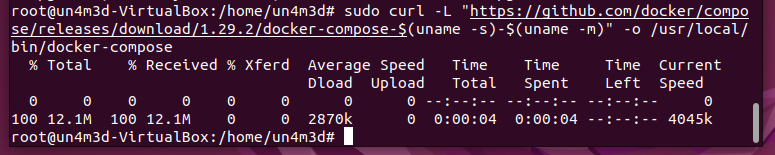 root@un4m3d-VirtualBox:/home/un4m3d# sudo curl -L "https://github.com/docker/compo
se/releases/download/1.29.2/docker-compose-$(uname -s)-$(uname -m)" -o /usr/local/
bin/docker-compose
  % Total    % Received % Xferd  Average Speed   Time    Time     Time  Current
                                 Dload  Upload   Total   Spent    Left  Speed
  0     0    0     0    0     0      0      0 --:--:-- --:--:-- --:--:--     0
100 12.1M  100 12.1M    0     0  2870k      0  0:00:04  0:00:04 --:--:-- 4045k
root@un4m3d-VirtualBox:/home/un4m3d#